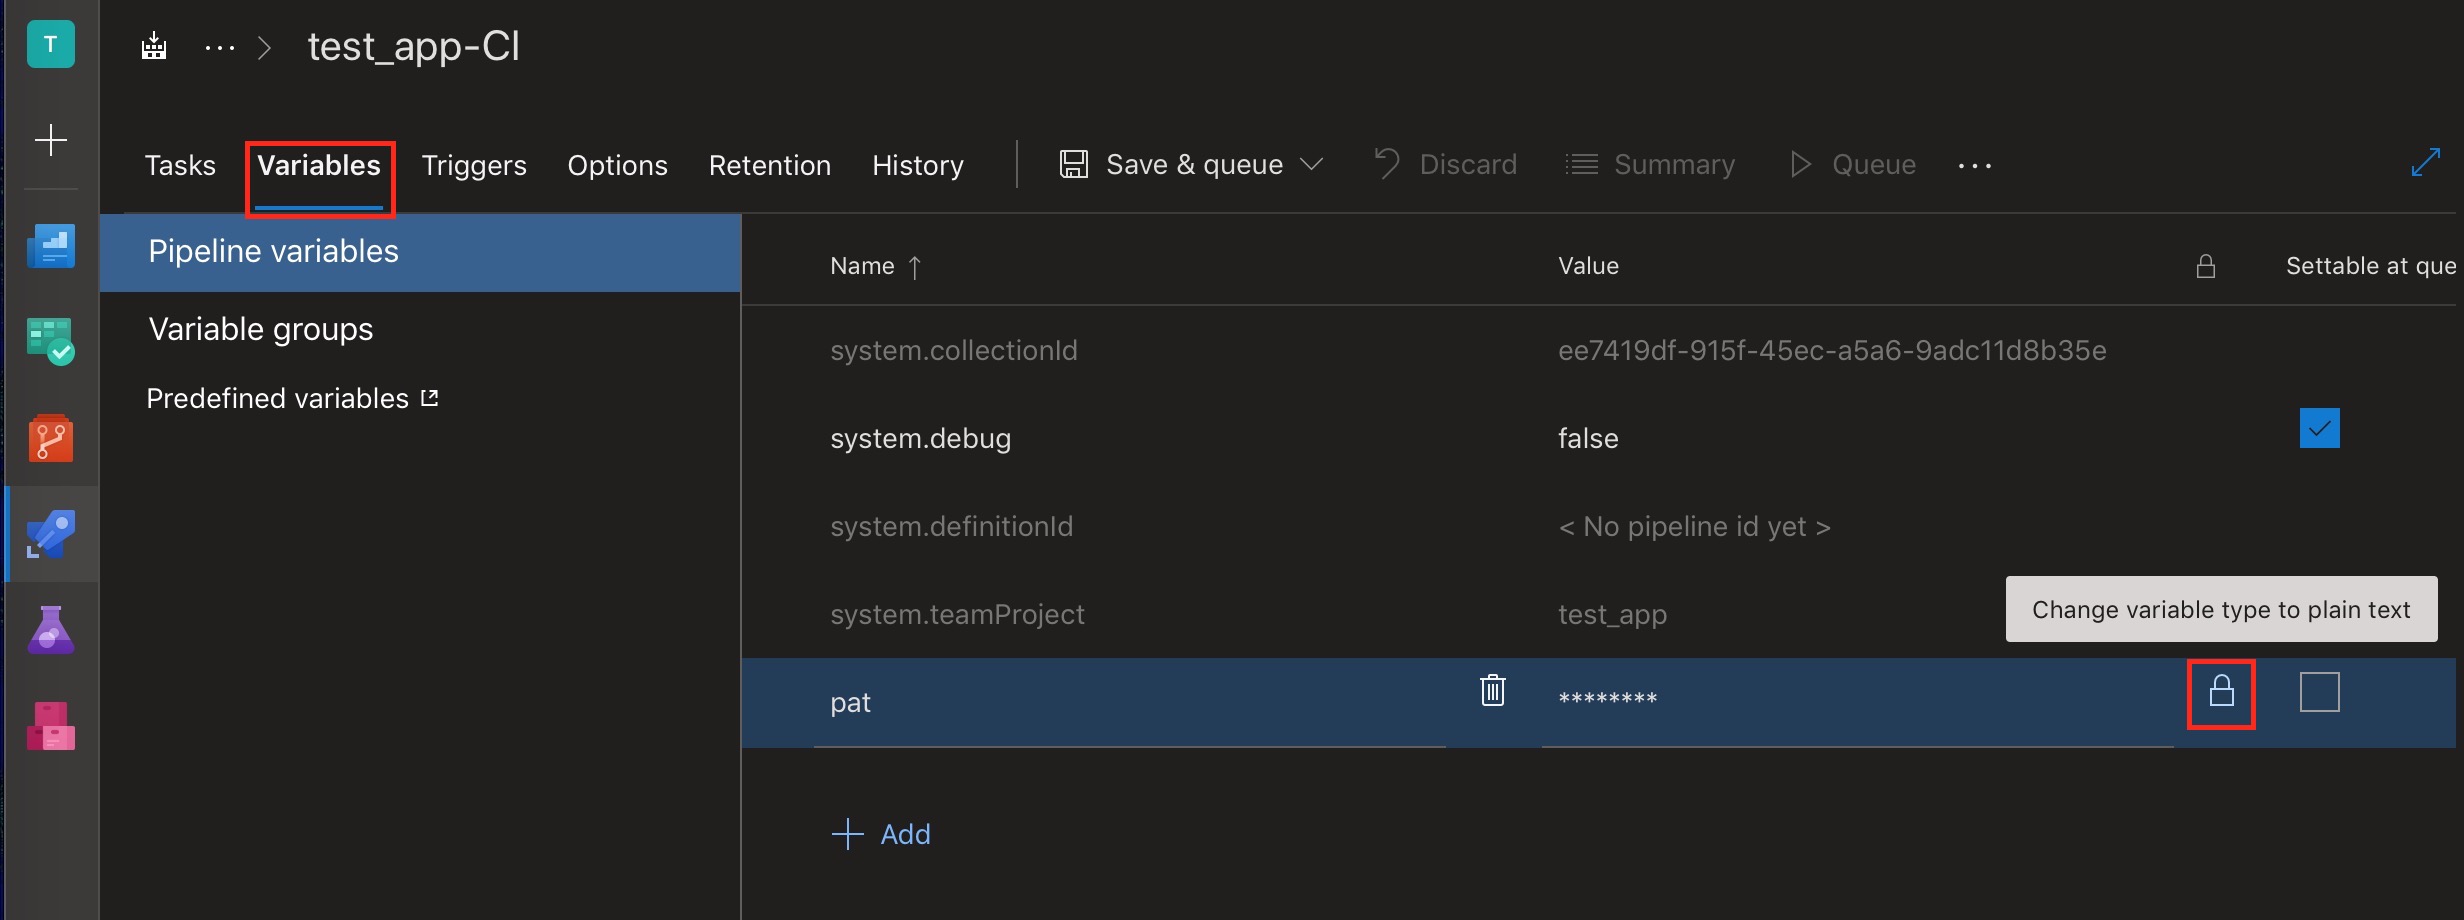 T
test_app-CI
Tasks Variables Triggers Options Retention History Save & queue Discard Summary Queue
Pipeline variables
Variable groups
Predefined variables
Name Value Settable at que
system.collectionId ee7419df-915f-45ec-a5a6-9adc11d8b35e
system.debug false
system.definitionId < No pipeline id yet >
system.teamProject test_app
Change variable type to plain text
pat ********
Add